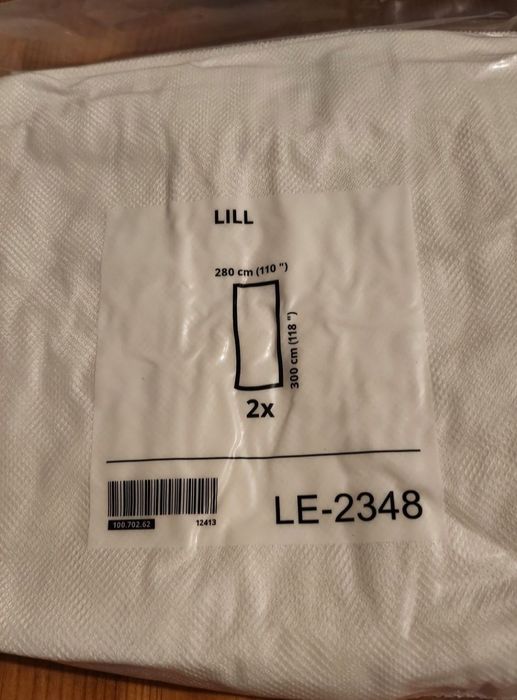 LILL
280 cm (110 ")
300 cm (118 ")
2x
100.702.62
12413
LE-2348